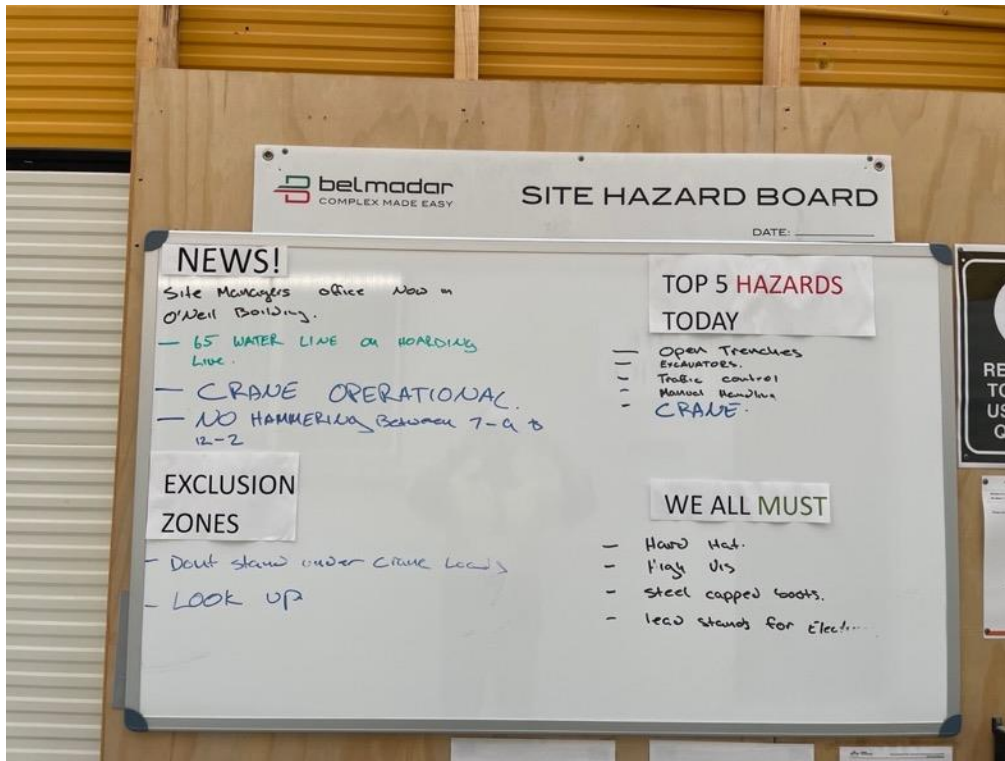 belmadar
COMPLEX MADE EASY
SITE HAZARD BOARD
DATE:
NEWS!
Site Managers office Now in
O'Neil Building.
- 65 WATER LINE on HOARDING
Live.
- CRANE OPERATIONAL.
- NO HAMMERING Between 7-9 &
12-2
EXCLUSION
ZONES
- Dont stand under Crane Loads
- LOOK UP
TOP 5 HAZARDS
TODAY
- Open Trenches
- EXCAVATORS.
- Traffic control
- Manual Handling
- CRANE.
WE ALL MUST
- Hard Hat.
- High Vis
- Steel capped boots.
- lead stands for
RE
TO
US